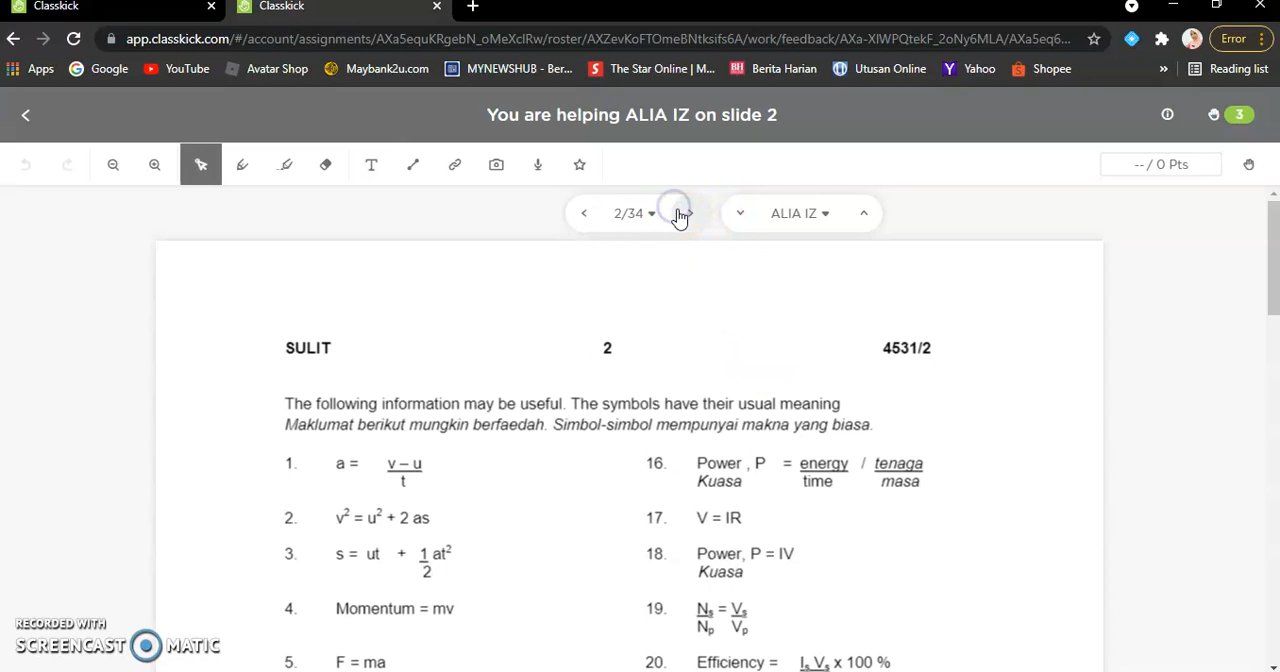 Classkick
Classkick
app.classkick.com/#/account/assignments/AXa5equKRgebN_oMeXclRw/roster/AXZevKoFTOmeBNtksifs6A/work/feedback/AXa-XIWPQtekF_2oNy6MLA/AXa5eq6...
Error
Apps
Google
YouTube
Avatar Shop
Maybank2u.com
MYNEWSHUB - Ber...
The Star Online | M...
Berita Harian
Utusan Online
Yahoo
Shopee
»
Reading list
You are helping ALIA IZ on slide 2
3
-- / 0 Pts
2/34
ALIA IZ
SULIT 2 4531/2
The following information may be useful. The symbols have their usual meaning
Maklumat berikut mungkin berfaedah. Simbol-simbol mempunyai makna yang biasa.
1. a = v – u
t
2. v² = u² + 2 as
3. s = ut + 1 at²
2
4. Momentum = mv
5. F = ma
16. Power , P = energy / tenaga
Kuasa time masa
17. V = IR
18. Power, P = IV
Kuasa
19. Ns = Vs
Np Vp
20. Efficiency = Is Vs x 100 %
RECORDED WITH
SCREENCAST MATIC